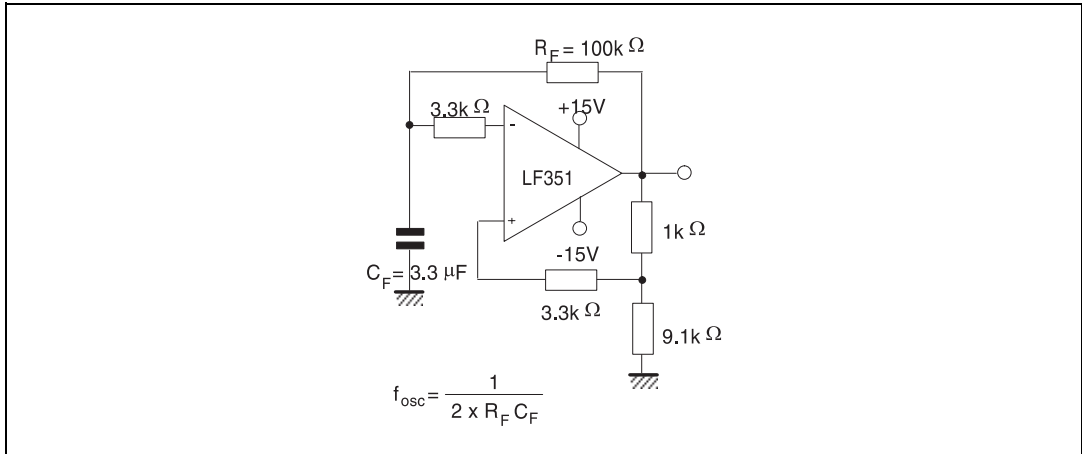 R_F = 100k Ω
3.3k Ω
+15V
-
LF351
+
-15V
1k Ω
C_F = 3.3 µF
3.3k Ω
9.1k Ω
f_osc = 1 / 2 x R_F C_F